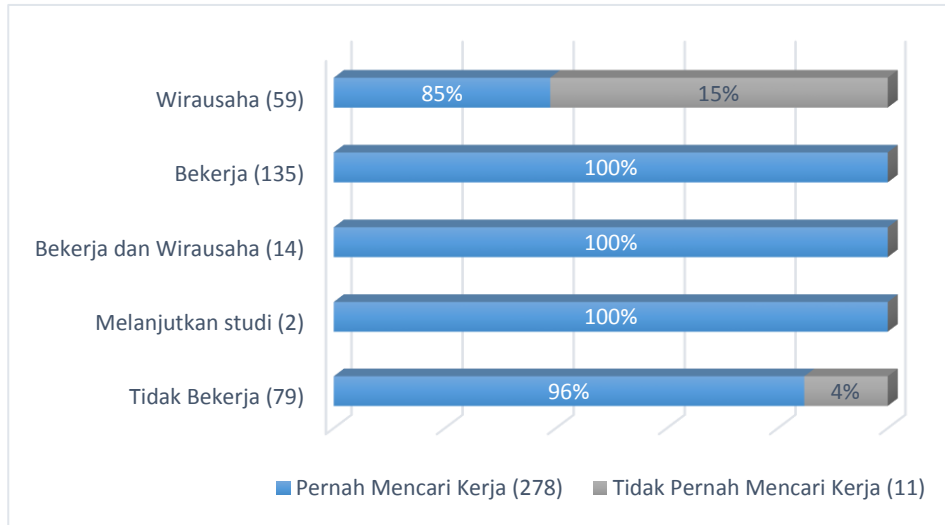 Wirausaha (59)
85%
15%
Bekerja (135)
100%
Bekerja dan Wirausaha (14)
100%
Melanjutkan studi (2)
100%
Tidak Bekerja (79)
96%
4%
Pernah Mencari Kerja (278)
Tidak Pernah Mencari Kerja (11)